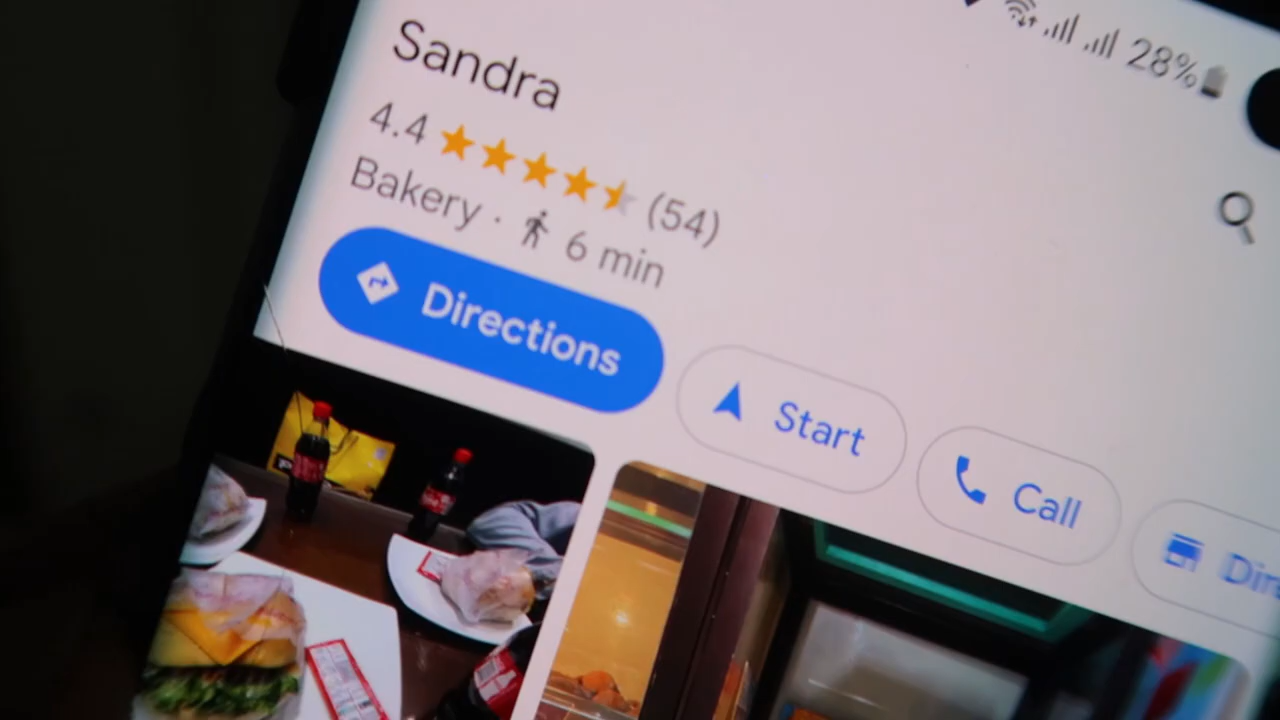 28%
Sandra
4.4 (54)
Bakery · 6 min
Directions
Start
Call